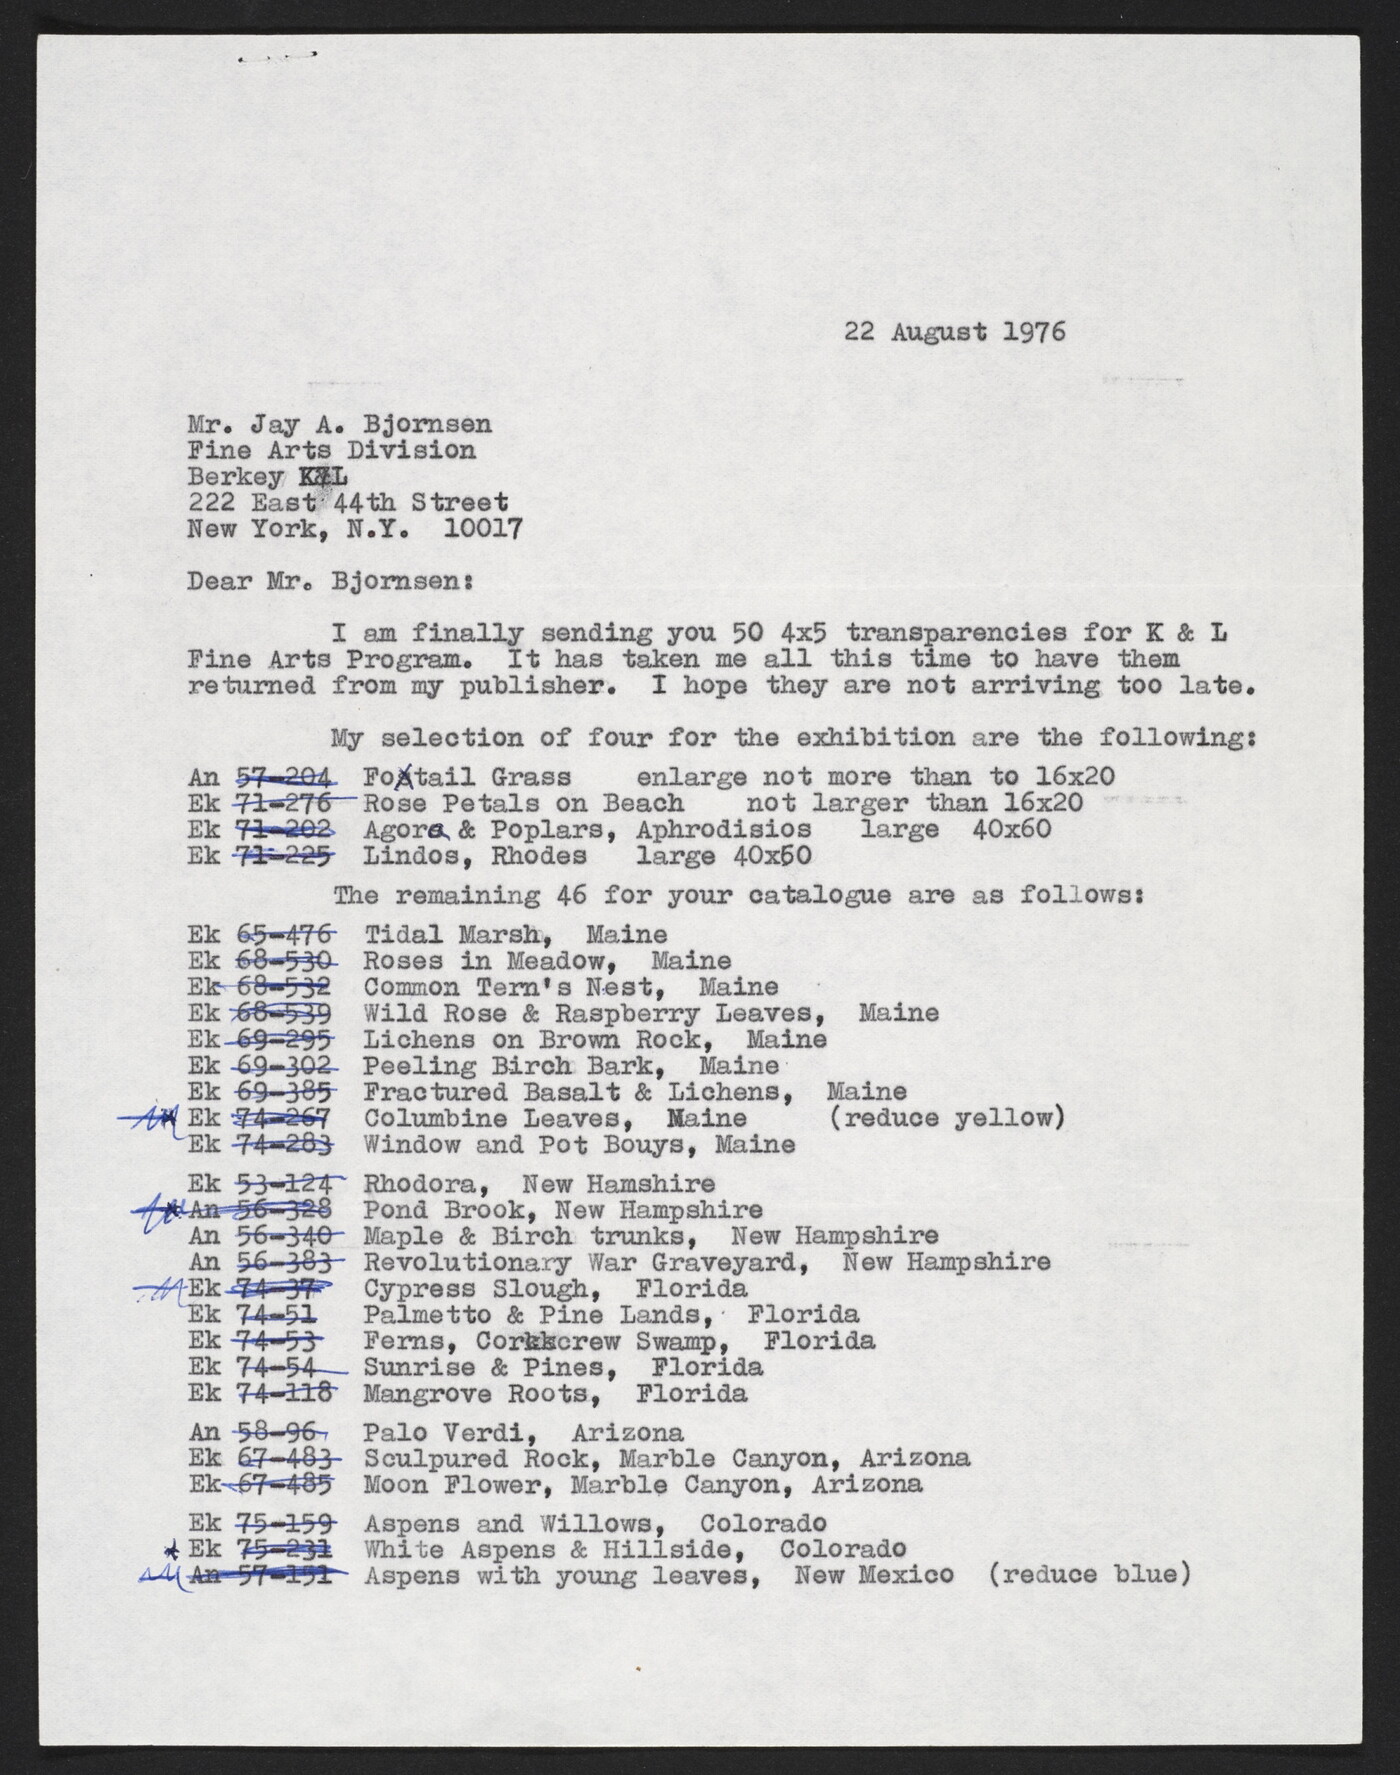 22 August 1976
Mr. Jay A. Bjornsen
Fine Arts Division
Berkey K&L
222 East 44th Street
New York, N.Y. 10017
Dear Mr. Bjornsen:
I am finally sending you 50 4x5 transparencies for K & L
Fine Arts Program. It has taken me all this time to have them
returned from my publisher. I hope they are not arriving too late.
My selection of four for the exhibition are the following:
An 57-204 Foxtail Grass enlarge not more than to 16x20
Ek 71-276 Rose Petals on Beach not larger than 16x20
Ek 71-202 Agora & Poplars, Aphrodisios large 40x60
Ek 71-225 Lindos, Rhodes large 40x60
The remaining 46 for your catalogue are as follows:
Ek 65-476 Tidal Marsh, Maine
Ek 68-530 Roses in Meadow, Maine
Ek 68-532 Common Tern's Nest, Maine
Ek 68-539 Wild Rose & Raspberry Leaves, Maine
Ek 69-295 Lichens on Brown Rock, Maine
Ek 69-302 Peeling Birch Bark, Maine
Ek 69-385 Fractured Basalt & Lichens, Maine
Ek 74-267 Columbine Leaves, Maine (reduce yellow)
Ek 74-283 Window and Pot Bouys, Maine
Ek 53-124 Rhodora, New Hamshire
An 56-328 Pond Brook, New Hampshire
An 56-340 Maple & Birch trunks, New Hampshire
An 56-383 Revolutionary War Graveyard, New Hampshire
Ek 74-37 Cypress Slough, Florida
Ek 74-51 Palmetto & Pine Lands, Florida
Ek 74-53 Ferns, Corkkcrew Swamp, Florida
Ek 74-54 Sunrise & Pines, Florida
Ek 74-118 Mangrove Roots, Florida
An 58-96 Palo Verdi, Arizona
Ek 67-483 Sculpured Rock, Marble Canyon, Arizona
Ek 67-485 Moon Flower, Marble Canyon, Arizona
Ek 75-159 Aspens and Willows, Colorado
* Ek 75-231 White Aspens & Hillside, Colorado
An 57-151 Aspens with young leaves, New Mexico (reduce blue)